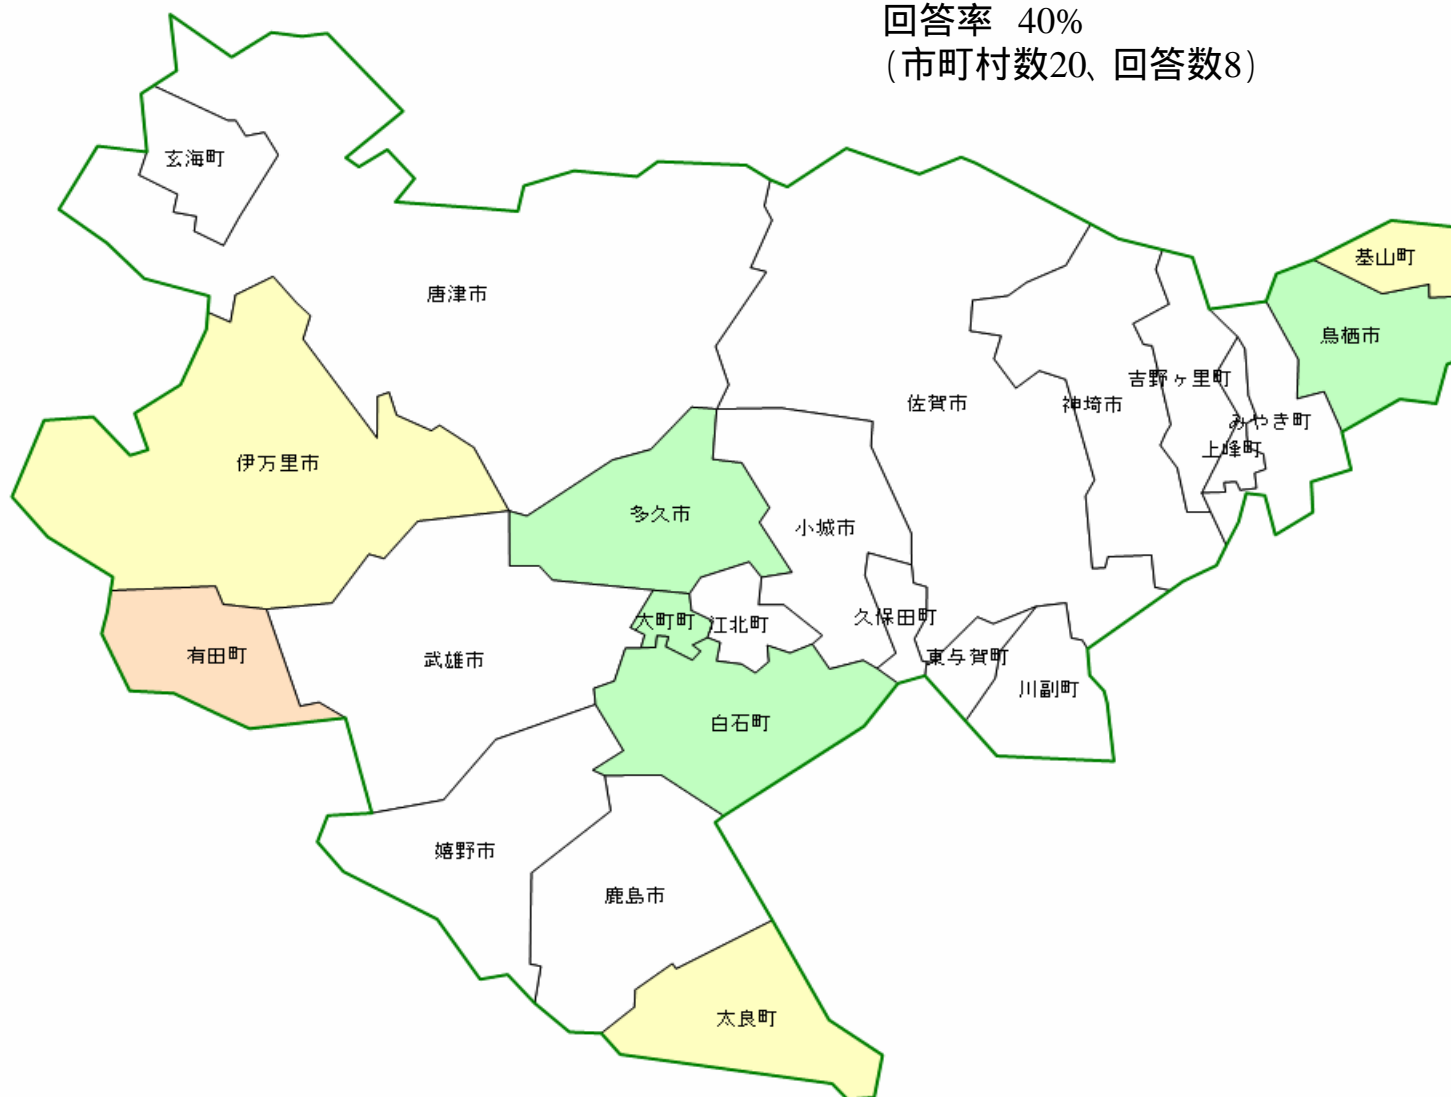 回答率 40%
(市町村数20、回答数8)
玄海町
基山町
唐津市
鳥栖市
吉野ヶ里町
佐賀市
神埼市
みやき町
上峰町
伊万里市
多久市
小城市
久保田町
大町町
江北町
有田町
武雄市
東与賀町
川副町
白石町
嬉野市
鹿島市
太良町